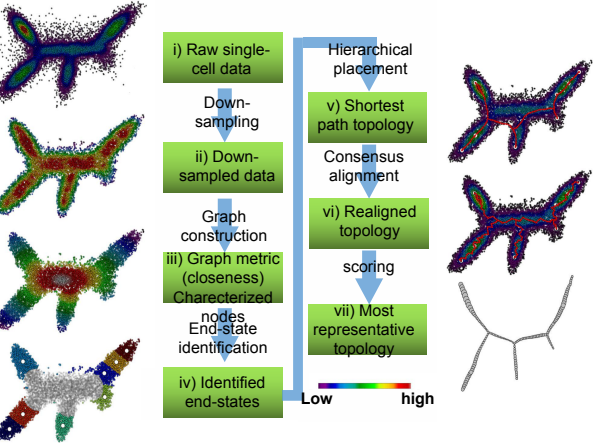 i) Raw single-
cell data
Down-
sampling
ii) Down-
sampled data
Graph
construction
iii) Graph metric
(closeness)
Charecterized
nodes
End-state
identification
iv) Identified
end-states
Hierarchical
placement
v) Shortest
path topology
Consensus
alignment
vi) Realigned
topology
scoring
vii) Most
representative
topology
Low high